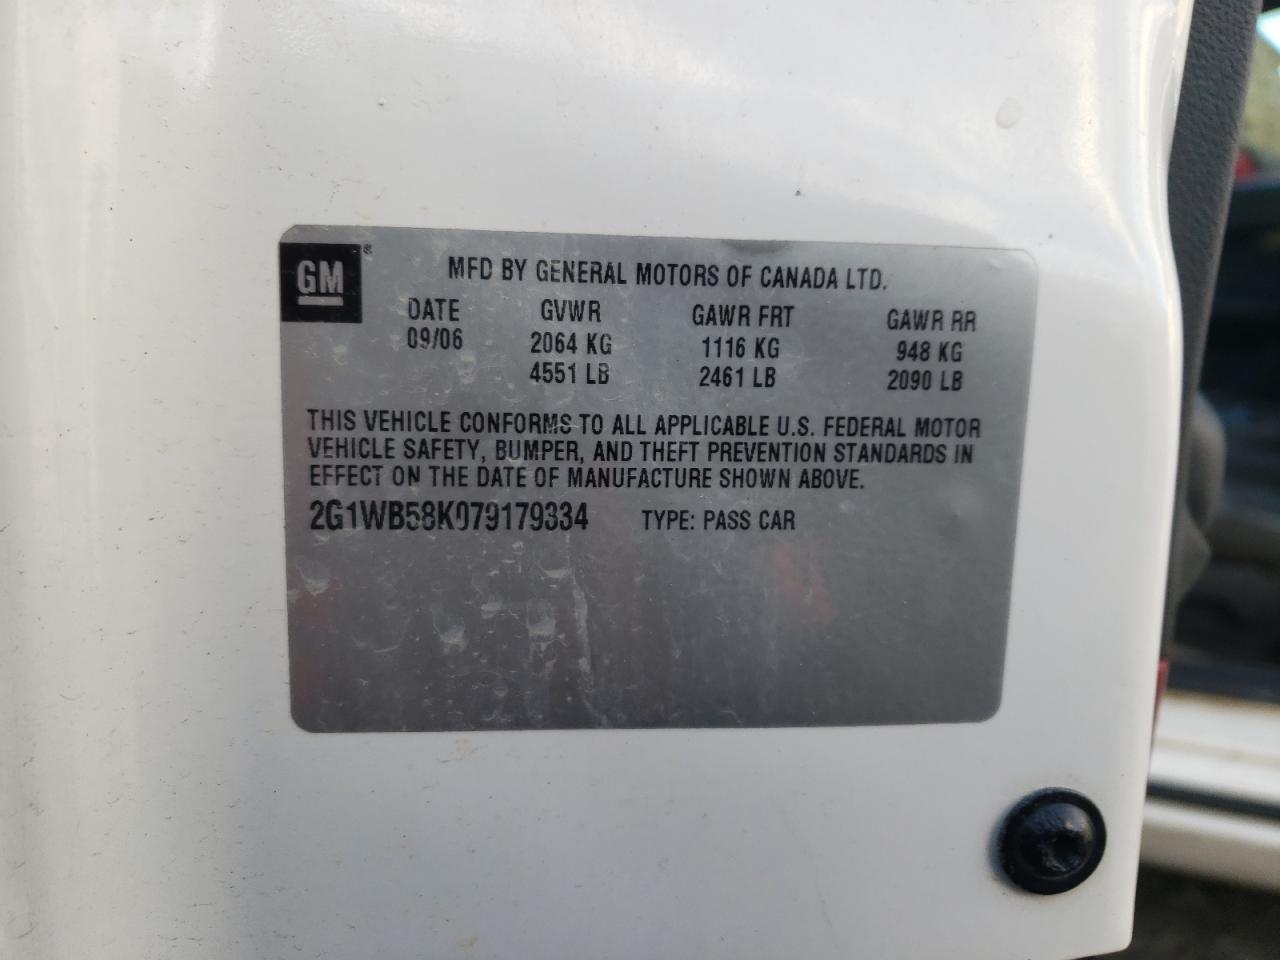 GM®
MFD BY GENERAL MOTORS OF CANADA LTD.
DATE GVWR GAWR FRT GAWR RR
09/06 2064 KG 1116 KG 948 KG
4551 LB 2461 LB 2090 LB
THIS VEHICLE CONFORMS TO ALL APPLICABLE U.S. FEDERAL MOTOR
VEHICLE SAFETY, BUMPER, AND THEFT PREVENTION STANDARDS IN
EFFECT ON THE DATE OF MANUFACTURE SHOWN ABOVE.
2G1WB58K079179334 TYPE: PASS CAR